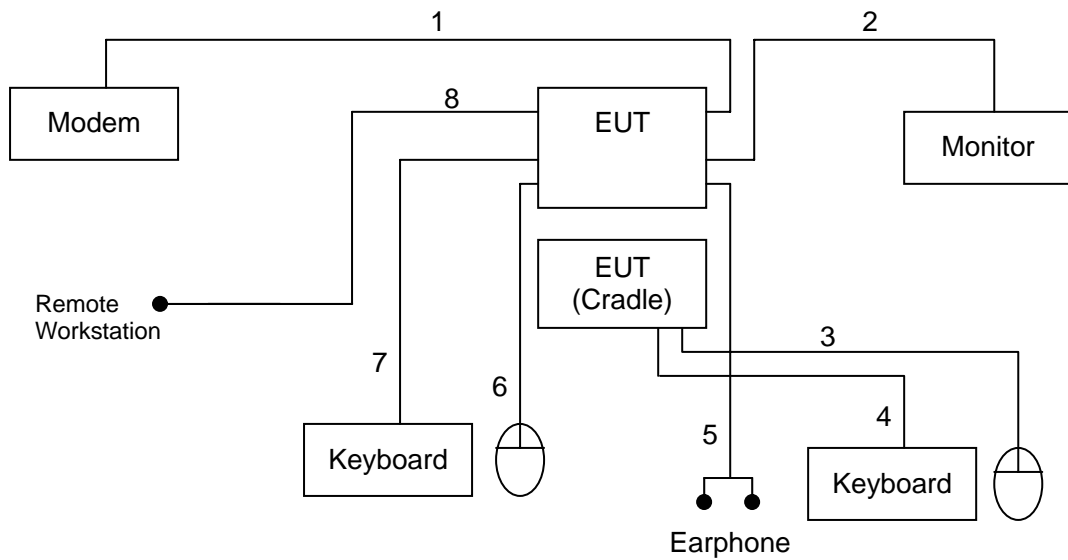 1
2
8
Modem
EUT
Monitor
EUT
(Cradle)
Remote
Workstation
3
7
6
4
5
Keyboard
Keyboard
Earphone